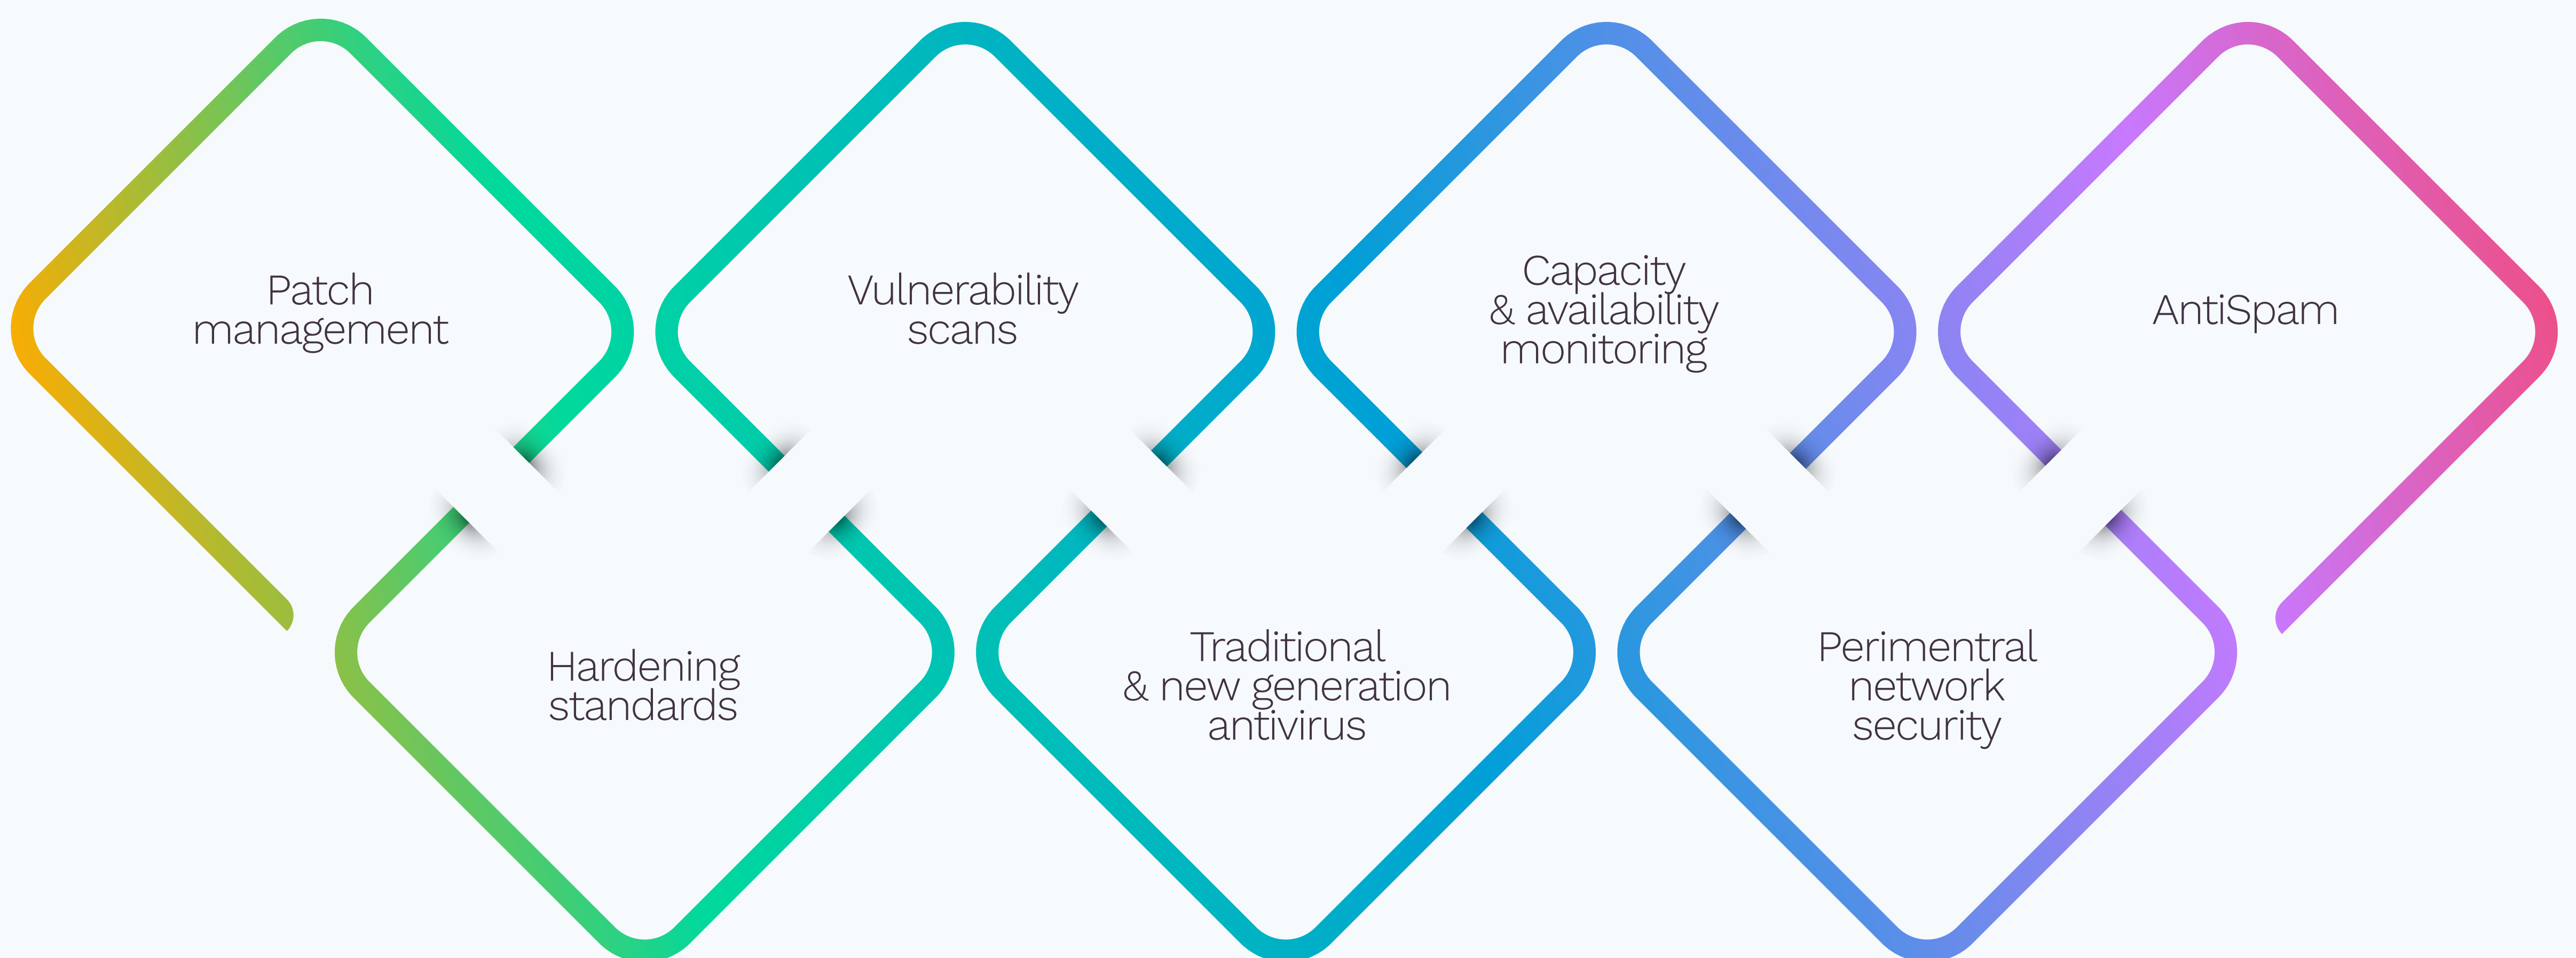 Patch
management
Vulnerability
scans
Capacity
& availability
monitoring
AntiSpam
Hardening
standards
Traditional
& new generation
antivirus
Perimentral
network
security